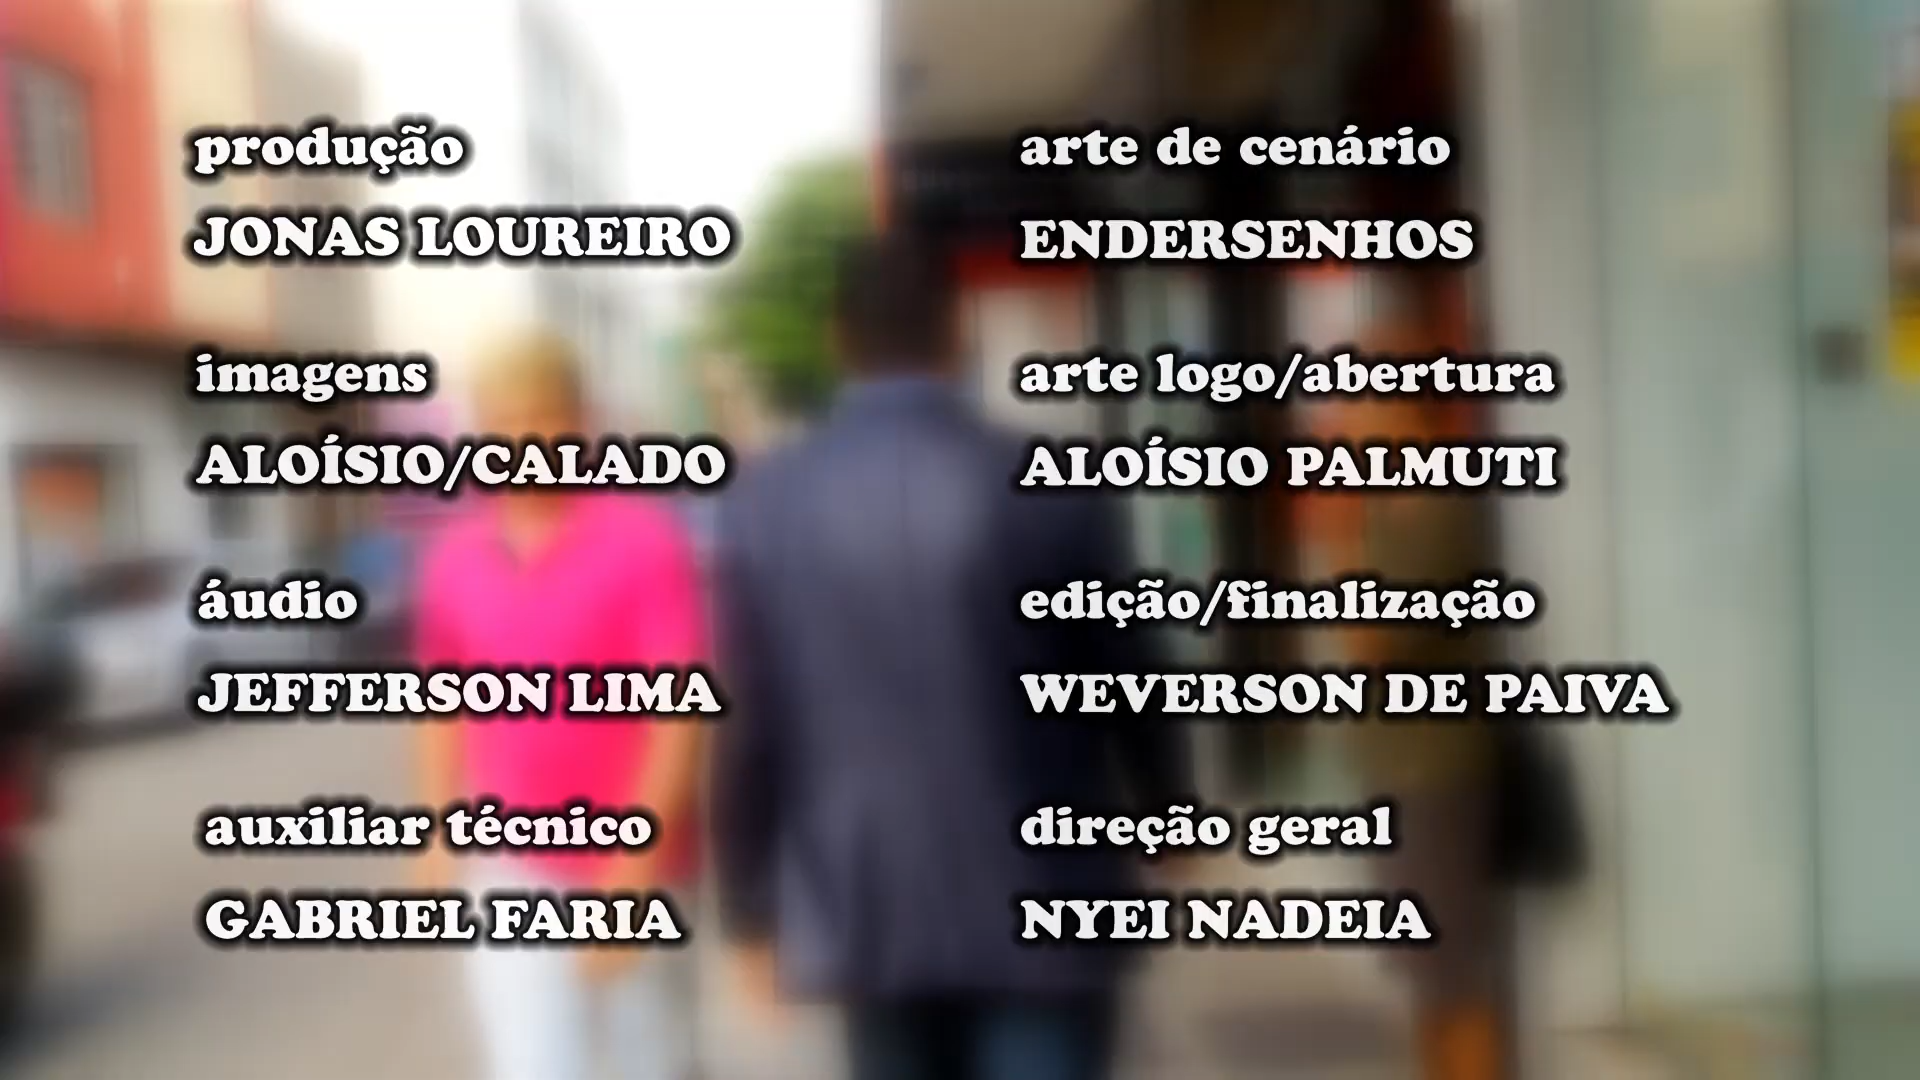 produção
JONAS LOUREIRO
imagens
ALOÍSIO/CALADO
áudio
JEFFERSON LIMA
auxiliar técnico
GABRIEL FARIA
arte de cenário
ENDERSENHOS
arte logo/abertura
ALOÍSIO PALMUTI
edição/finalização
WEVERSON DE PAIVA
direção geral
NYEI NADEIA